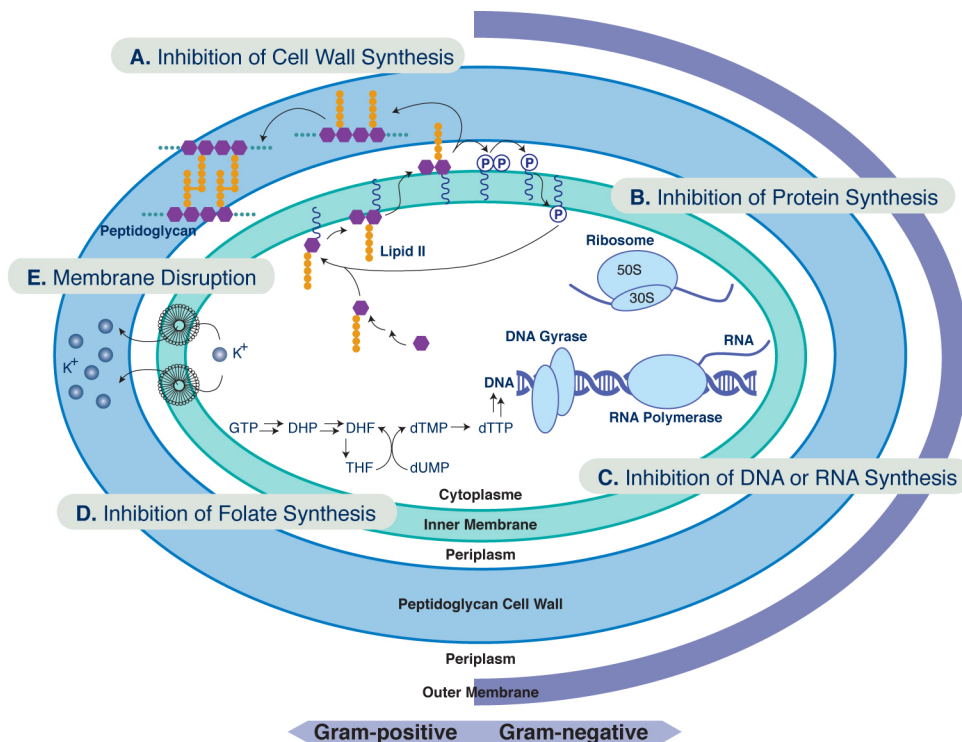 A. Inhibition of Cell Wall Synthesis
P P P
P
B. Inhibition of Protein Synthesis
Peptidoglycan
Lipid II
Ribosome
50S
30S
E. Membrane Disruption
K+
K+
DNA Gyrase
RNA
DNA
RNA Polymerase
GTP DHP DHF dTMP dTTP
THF dUMP
C. Inhibition of DNA or RNA Synthesis
Cytoplasme
D. Inhibition of Folate Synthesis
Inner Membrane
Periplasm
Peptidoglycan Cell Wall
Periplasm
Outer Membrane
Gram-positive Gram-negative